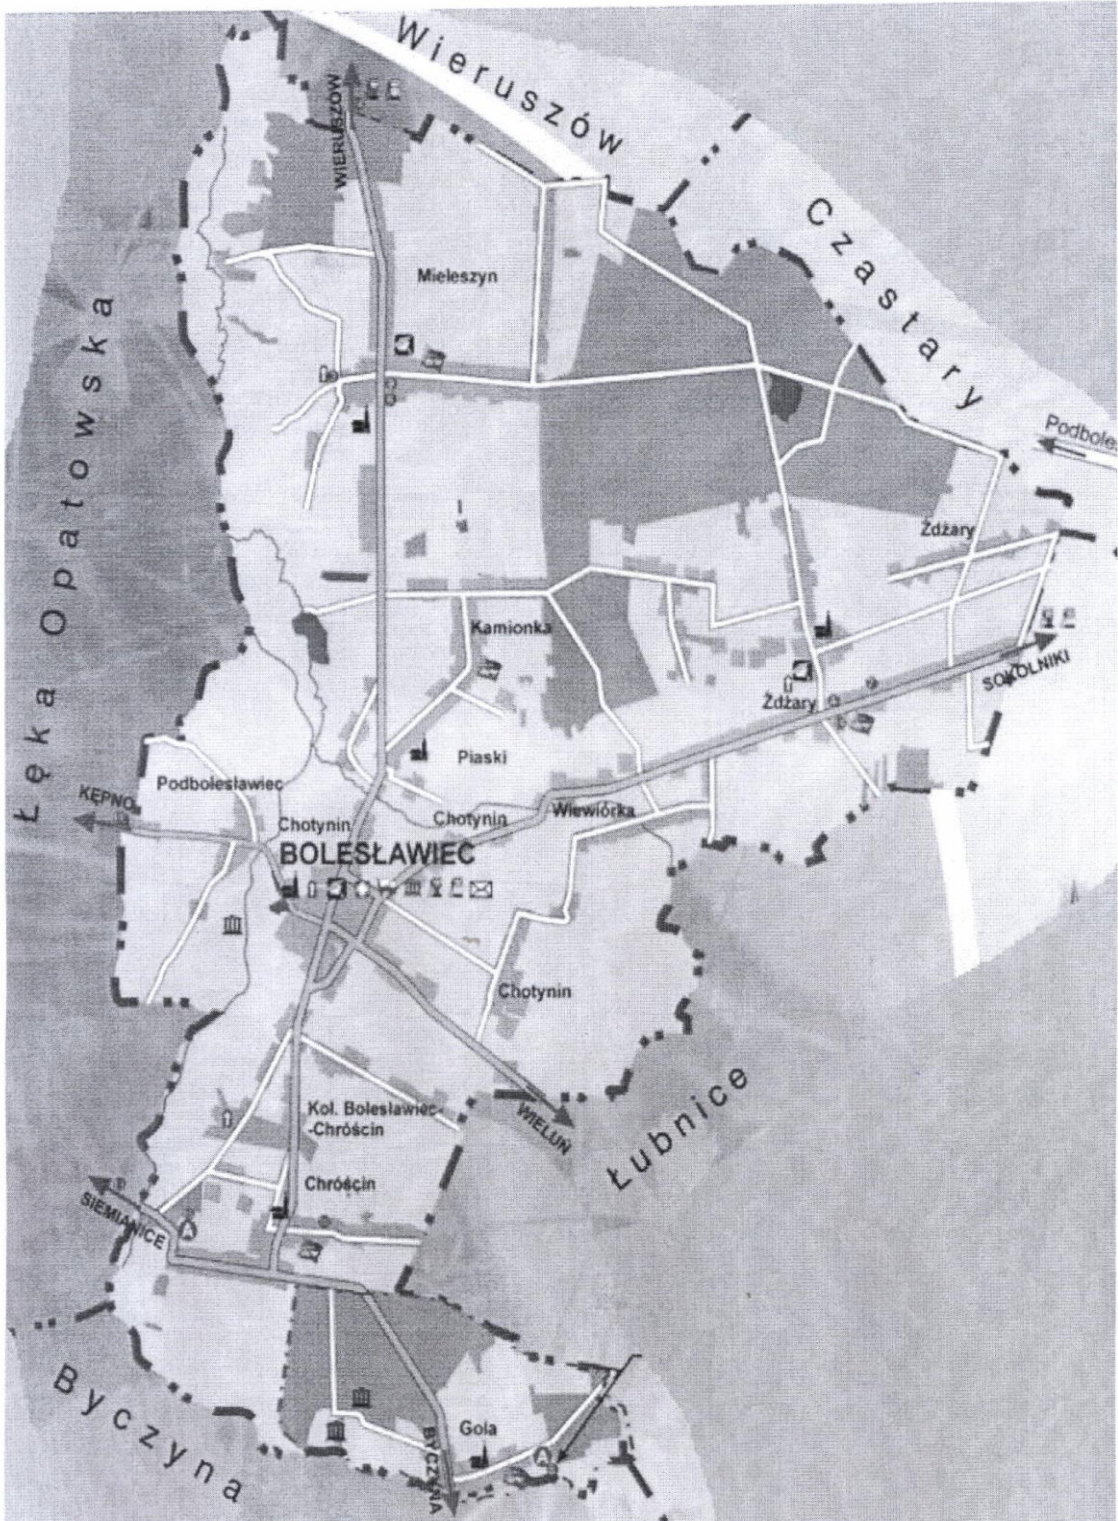 Wieruszów
WIERUSZÓW
Czastary
Mieleszyn
Łęka Opatowska
Żdżary
Kamionka
SOKOLNIKI
Żdżary
Piaski
Podbolesławiec
KĘPNO
Wiewiórka
Chotynin
Chotynin
BOLESŁAWIEC
Chotynin
Łubnice
WIELUŃ
Kol. Bolesławiec-
-Chróścin
Chróścin
SIEMIANICE
A
Byczyna
Gola
BYCZYNA
A